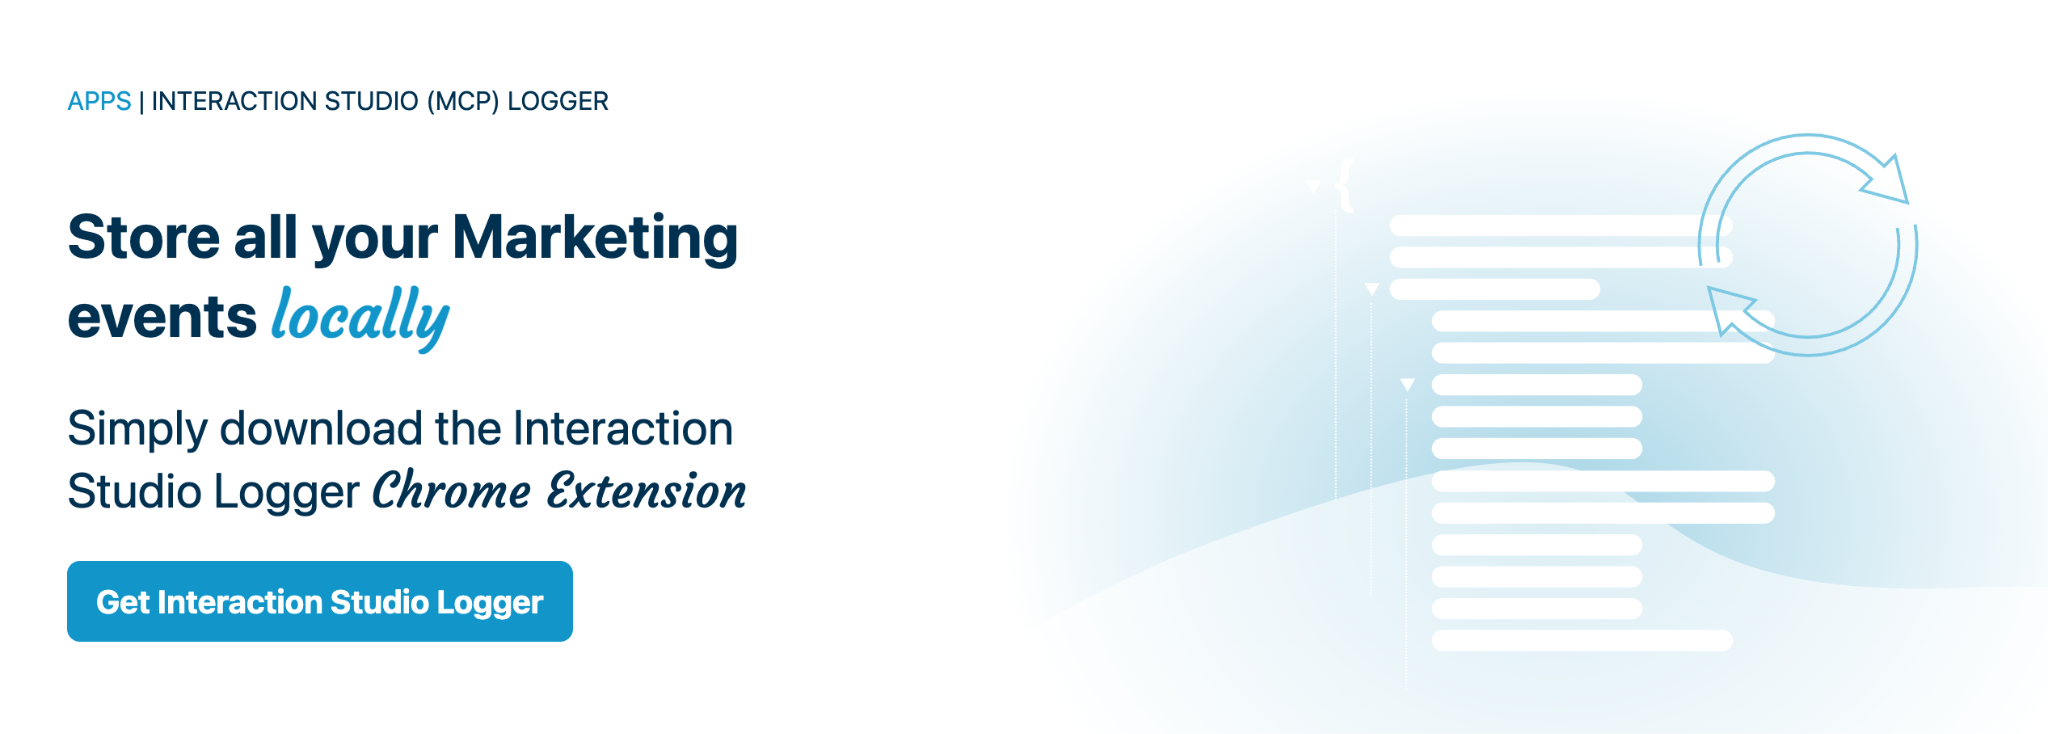 APPS | INTERACTION STUDIO (MCP) LOGGER
Store all your Marketing
events locally
Simply download the Interaction
Studio Logger Chrome Extension
Get Interaction Studio Logger
{